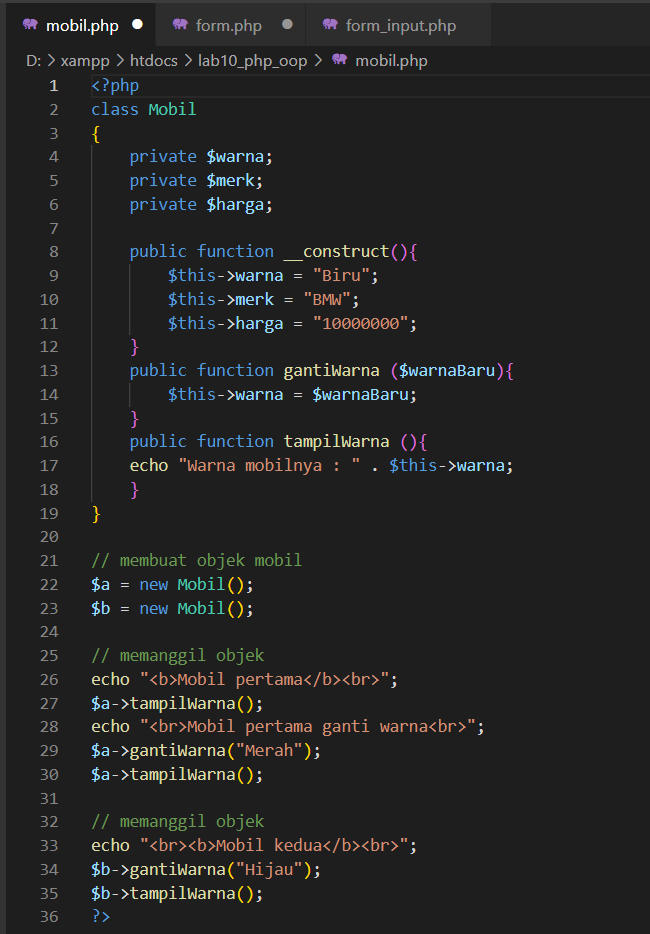 mobil.php form.php form_input.php
D: > xampp > htdocs > lab10_php_oop > mobil.php
1 <?php
2 class Mobil
3 {
4     private $warna;
5     private $merk;
6     private $harga;
7
8     public function __construct(){
9         $this->warna = "Biru";
10         $this->merk = "BMW";
11         $this->harga = "10000000";
12     }
13     public function gantiWarna ($warnaBaru){
14         $this->warna = $warnaBaru;
15     }
16     public function tampilWarna (){
17     echo "Warna mobilnya : " . $this->warna;
18     }
19 }
20
21 // membuat objek mobil
22 $a = new Mobil();
23 $b = new Mobil();
24
25 // memanggil objek
26 echo "<b>Mobil pertama</b><br>";
27 $a->tampilWarna();
28 echo "<br>Mobil pertama ganti warna<br>";
29 $a->gantiWarna("Merah");
30 $a->tampilWarna();
31
32 // memanggil objek
33 echo "<br><b>Mobil kedua</b><br>";
34 $b->gantiWarna("Hijau");
35 $b->tampilWarna();
36 ?>